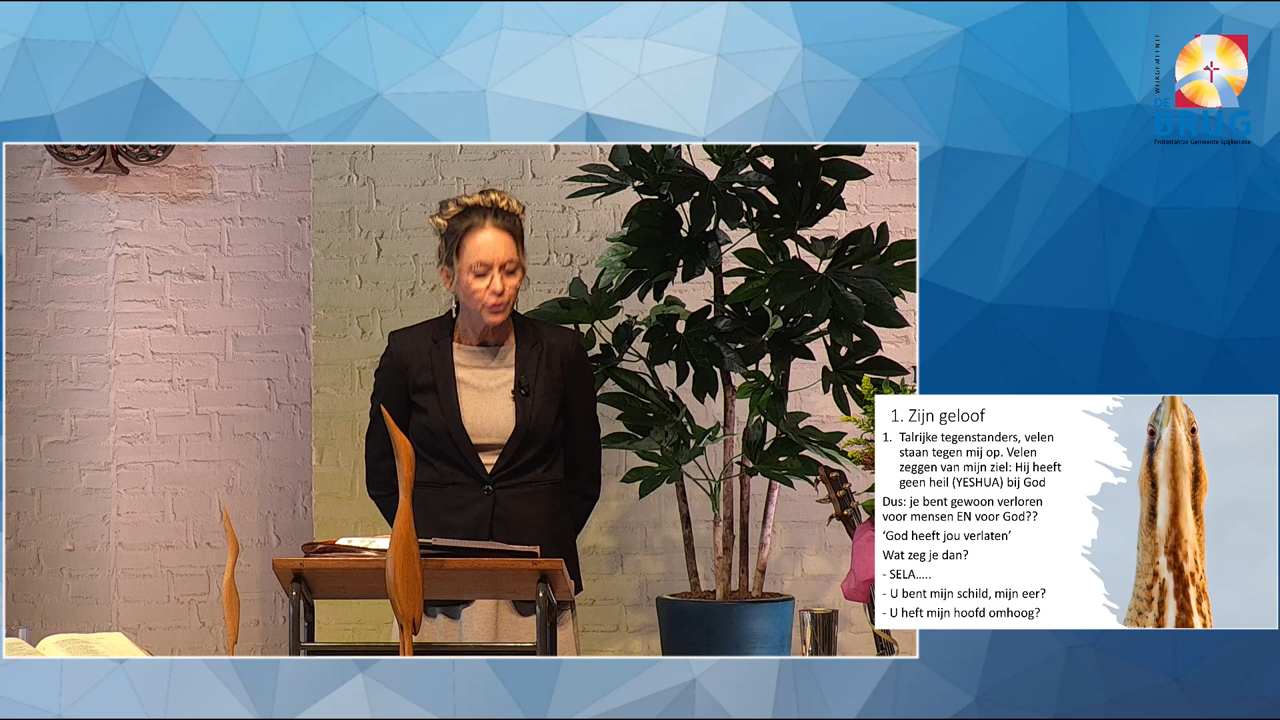 WIJKGEMEENTE
DE
BRUG
Protestantse Gemeente Spijkenisse
1. Zijn geloof
1. Talrijke tegenstanders, velen
staan tegen mij op. Velen
zeggen van mijn ziel: Hij heeft
geen heil (YESHUA) bij God
Dus: je bent gewoon verloren
voor mensen EN voor God??
‘God heeft jou verlaten’
Wat zeg je dan?
- SELA.....
- U bent mijn schild, mijn eer?
- U heft mijn hoofd omhoog?